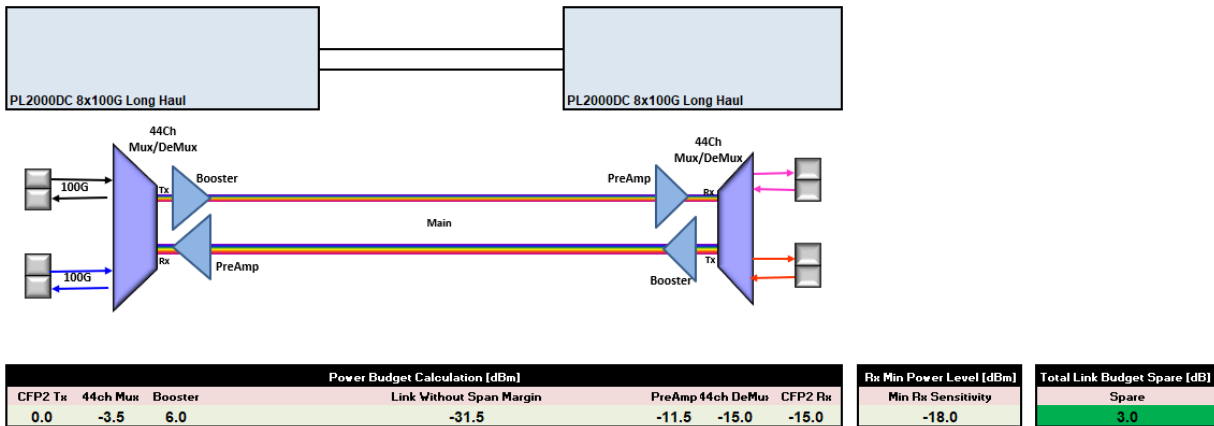 PL2000DC 8x100G Long Haul
PL2000DC 8x100G Long Haul
44Ch
Mux/DeMux
44Ch
Mux/DeMux
100G
Tx
Booster
PreAmp
Rx
Main
100G
Rx
PreAmp
Booster
Tx
Power Budget Calculation [dBm]
CFP2 Tx 44ch Mux Booster Link Without Span Margin PreAmp 44ch DeMux CFP2 Rx
0.0 -3.5 6.0 -31.5 -11.5 -15.0 -15.0
Rx Min Power Level [dBm]
Min Rx Sensitivity
-18.0
Total Link Budget Spare [dB]
Spare
3.0